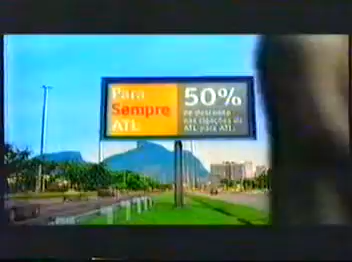 Para
Sempre
ATL
50%
de desconto
nas ligações de
ATL para ATL.